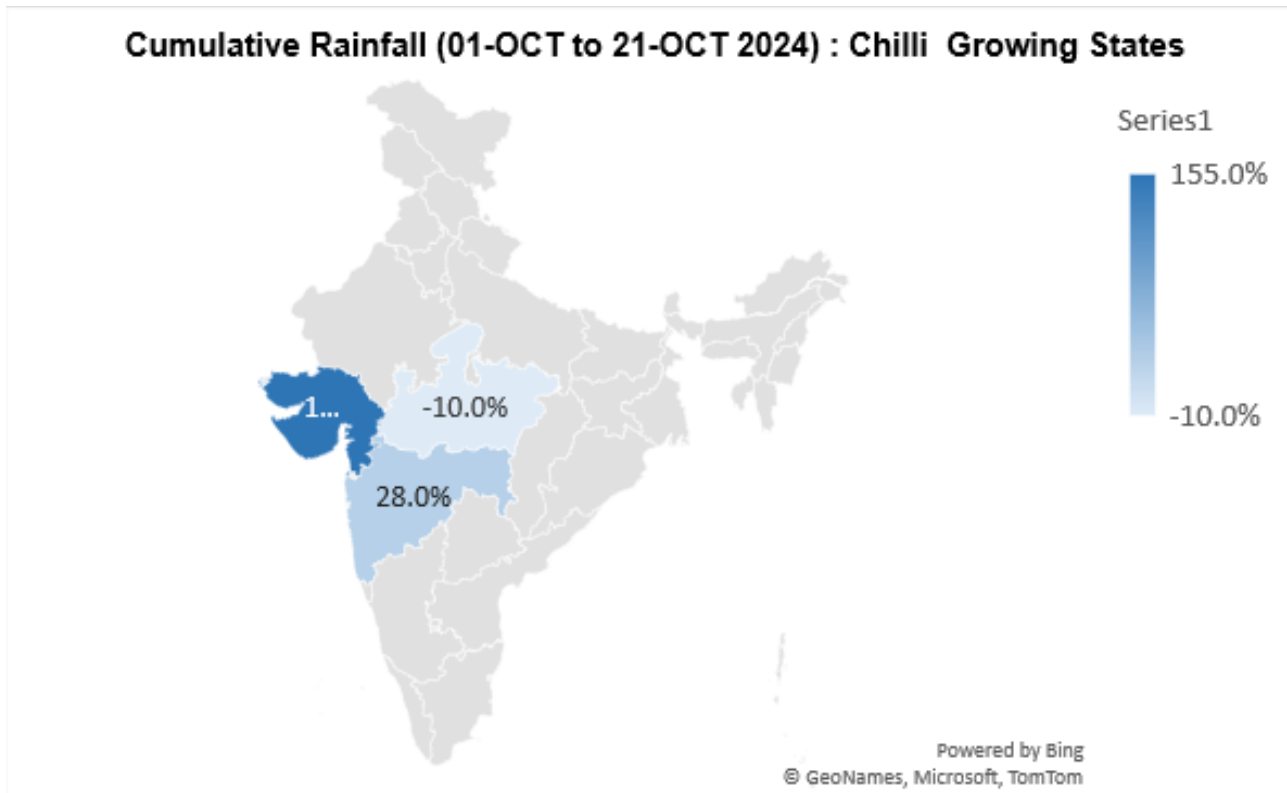 Cumulative Rainfall (01-OCT to 21-OCT 2024) : Chilli  Growing States
Series1
155.0%
-10.0%
1...
-10.0%
28.0%
Powered by Bing
© GeoNames, Microsoft, TomTom